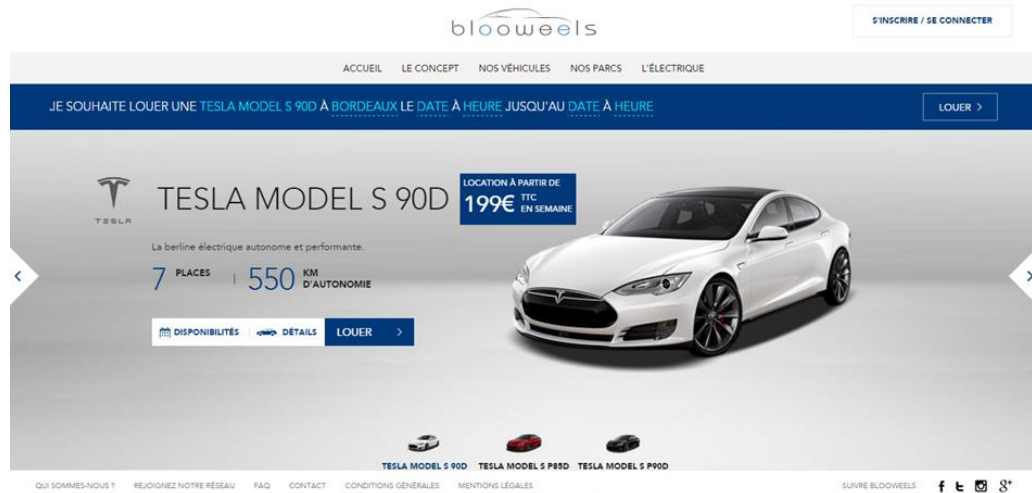 blooweels
S'INSCRIRE / SE CONNECTER
ACCUEIL LE CONCEPT NOS VÉHICULES NOS PARCS L'ÉLECTRIQUE
JE SOUHAITE LOUER UNE TESLA MODEL S 90D À BORDEAUX LE DATE À HEURE JUSQU'AU DATE À HEURE
LOUER >
TESLA
TESLA MODEL S 90D
LOCATION À PARTIR DE
199€ TTC EN SEMAINE
La berline électrique autonome et performante.
7 PLACES | 550 KM D'AUTONOMIE
DISPONIBILITÉS DÉTAILS LOUER >
TESLA MODEL S 90D TESLA MODEL S P85D TESLA MODEL S P90D
QUI SOMMES-NOUS ? REJOIGNEZ NOTRE RÉSEAU FAQ CONTACT CONDITIONS GÉNÉRALES MENTIONS LÉGALES SUIVRE BLOOWEELS